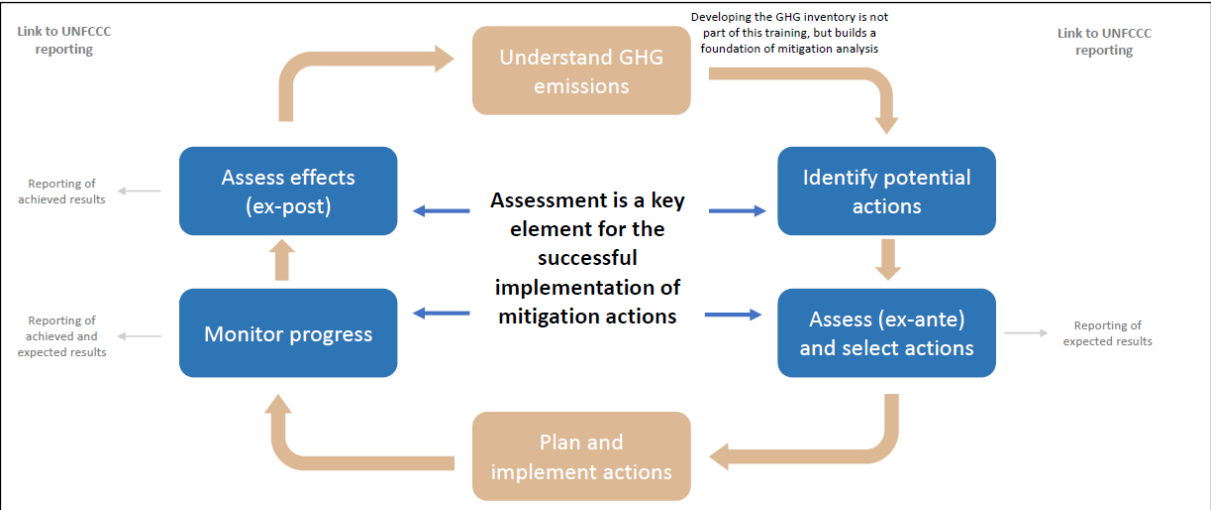 Link to UNFCCC
reporting
Developing the GHG inventory is not
part of this training, but builds a
foundation of mitigation analysis
Link to UNFCCC
reporting
Understand GHG
emissions
Assess effects
(ex-post)
Identify potential
actions
Reporting of
achieved results
Assessment is a key
element for the
successful
implementation of
mitigation actions
Monitor progress
Assess (ex-ante)
and select actions
Reporting of
achieved and
expected results
Reporting of
expected results
Plan and
implement actions